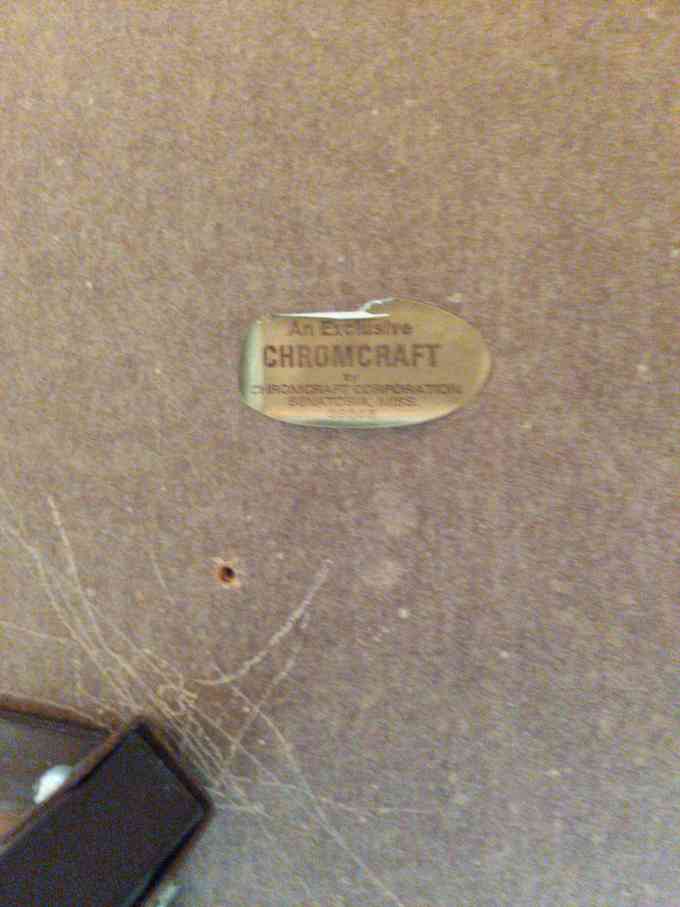 An Exclusive
CHROMCRAFT
BY
CHROMCRAFT CORPORATION
SENATOBIA, MISS.